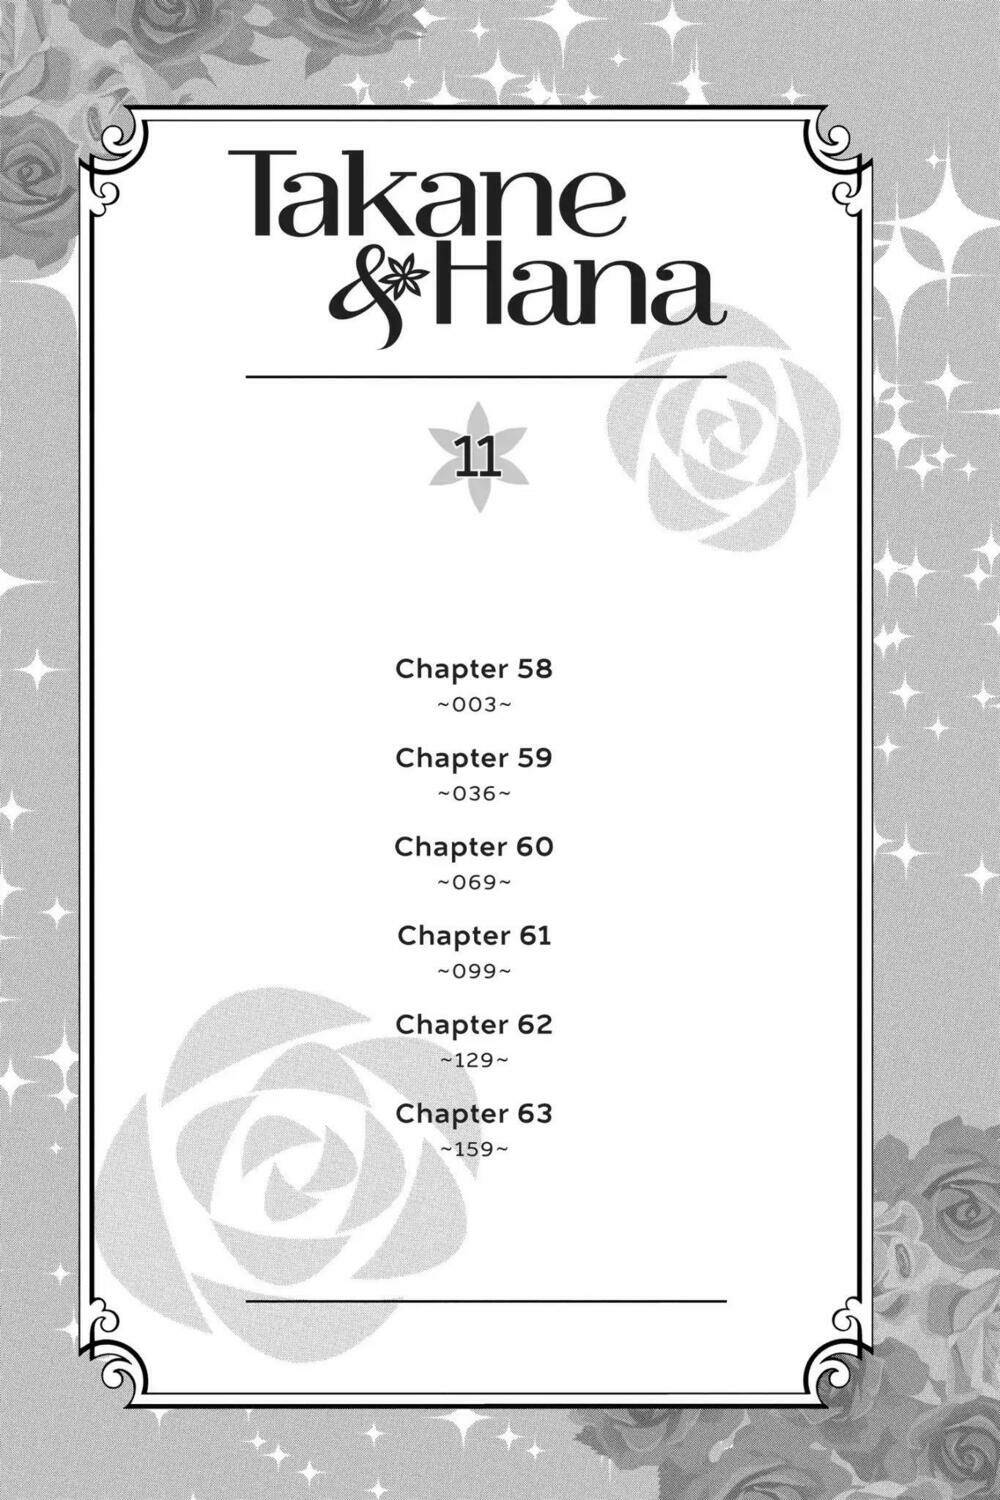 Takane
& Hana
11
Chapter 58
~003~
Chapter 59
~036~
Chapter 60
~069~
Chapter 61
~099~
Chapter 62
~129~
Chapter 63
~159~